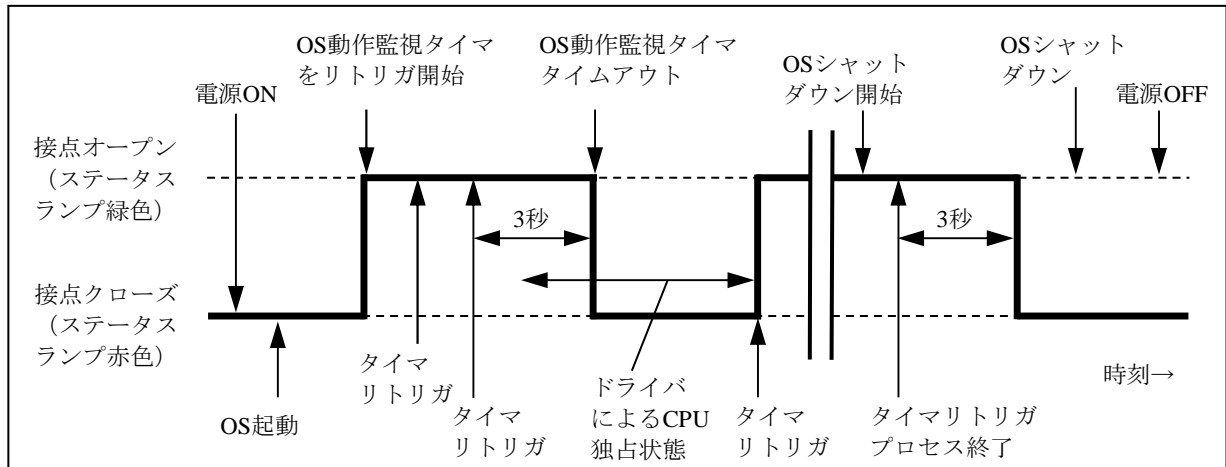 OS動作監視タイマ
をリトリガ開始
OS動作監視タイマ
タイムアウト
OSシャット
ダウン開始
OSシャット
ダウン
電源ON
電源OFF
接点オープン
（ステータス
ランプ緑色）
3秒
3秒
接点クローズ
（ステータス
ランプ赤色）
OS起動
タイマ
リトリガ
タイマ
リトリガ
ドライバ
によるCPU
独占状態
タイマ
リトリガ
タイマリトリガ
プロセス終了
時刻→